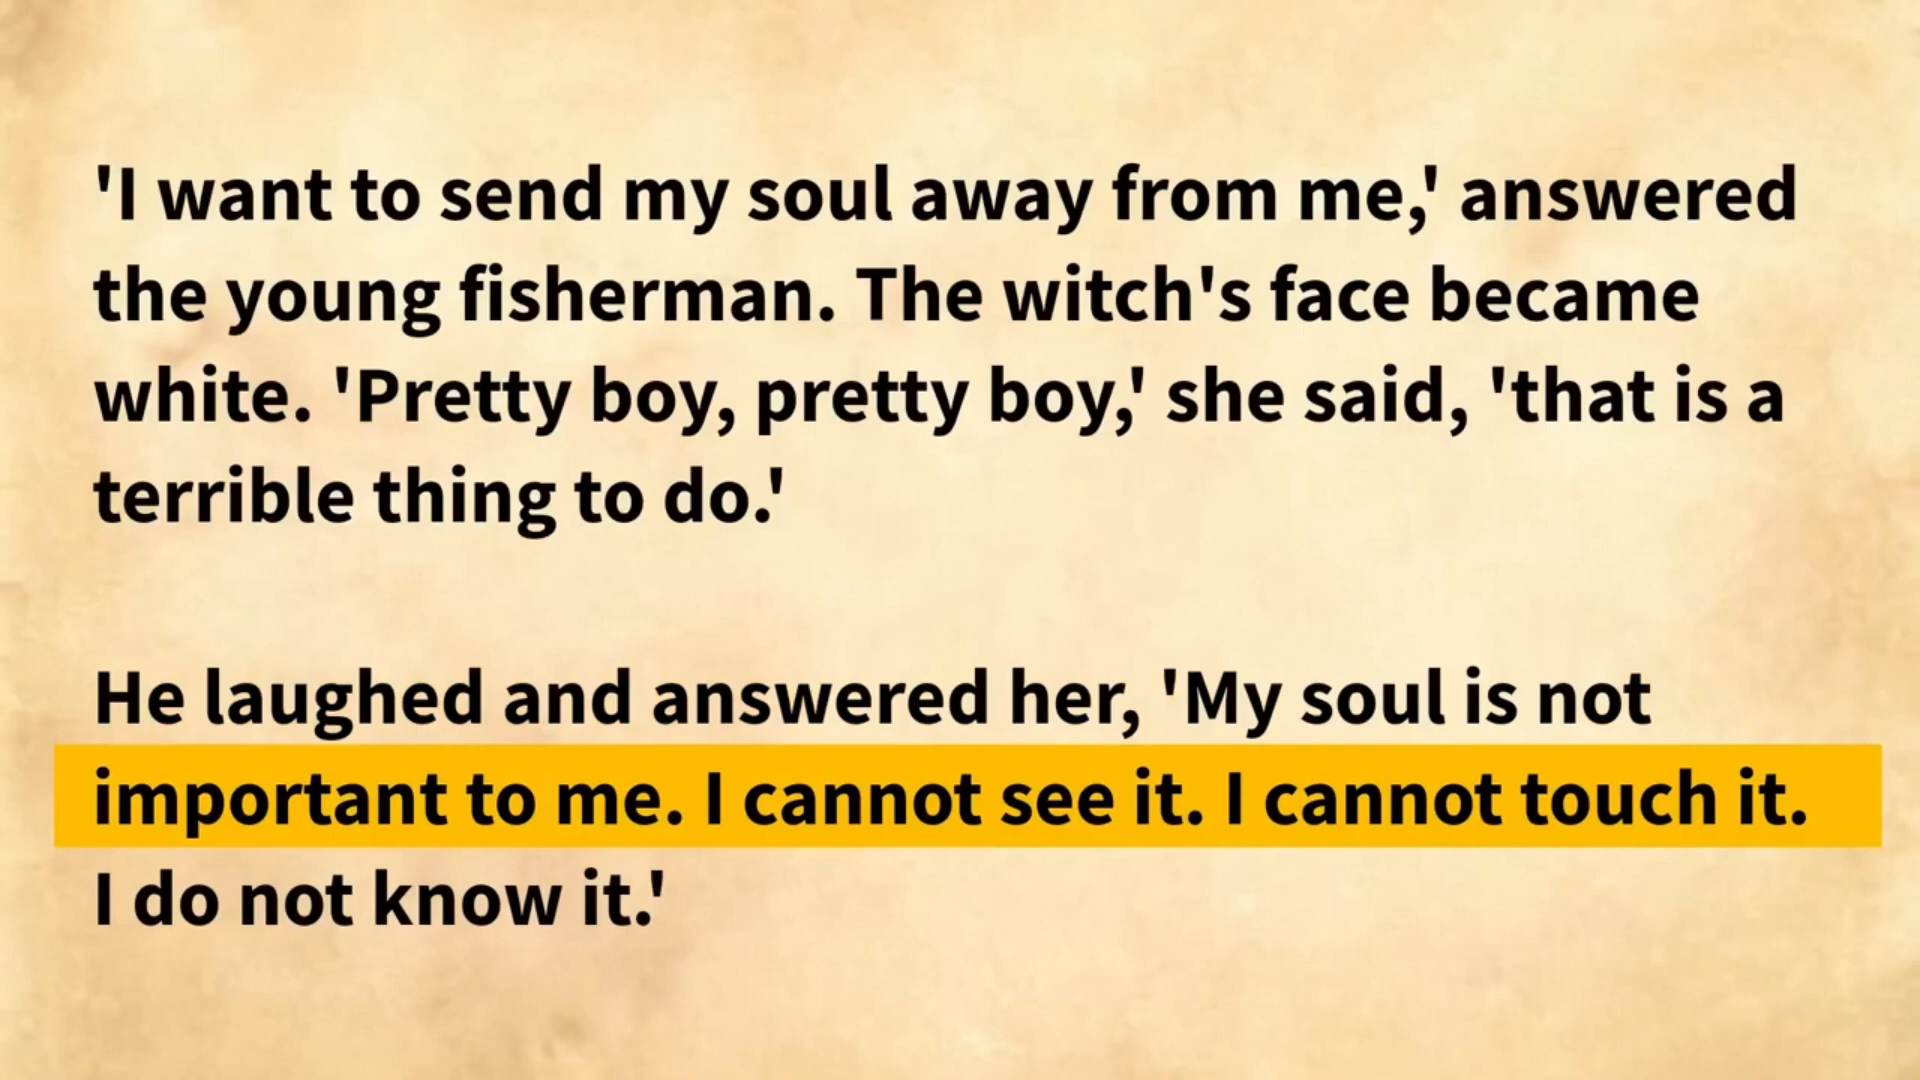 'I want to send my soul away from me,' answered
the young fisherman. The witch's face became
white. 'Pretty boy, pretty boy,' she said, 'that is a
terrible thing to do.'
He laughed and answered her, 'My soul is not
important to me. I cannot see it. I cannot touch it.
I do not know it.'